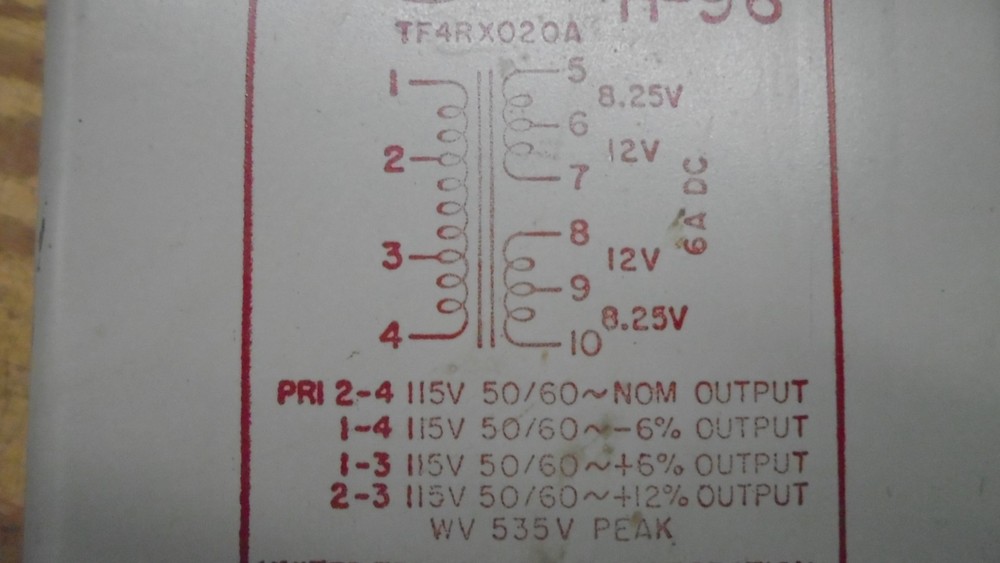 H-96
TF4RX020A
1
2
3
4
5
8.25V
6
12V
7
6A DC
8
12V
9
8.25V
10
PRI 2-4 115V 50/60~NOM OUTPUT
1-4 115V 50/60~-6% OUTPUT
1-3 115V 50/60~+6% OUTPUT
2-3 115V 50/60~+12% OUTPUT
WV 535V PEAK